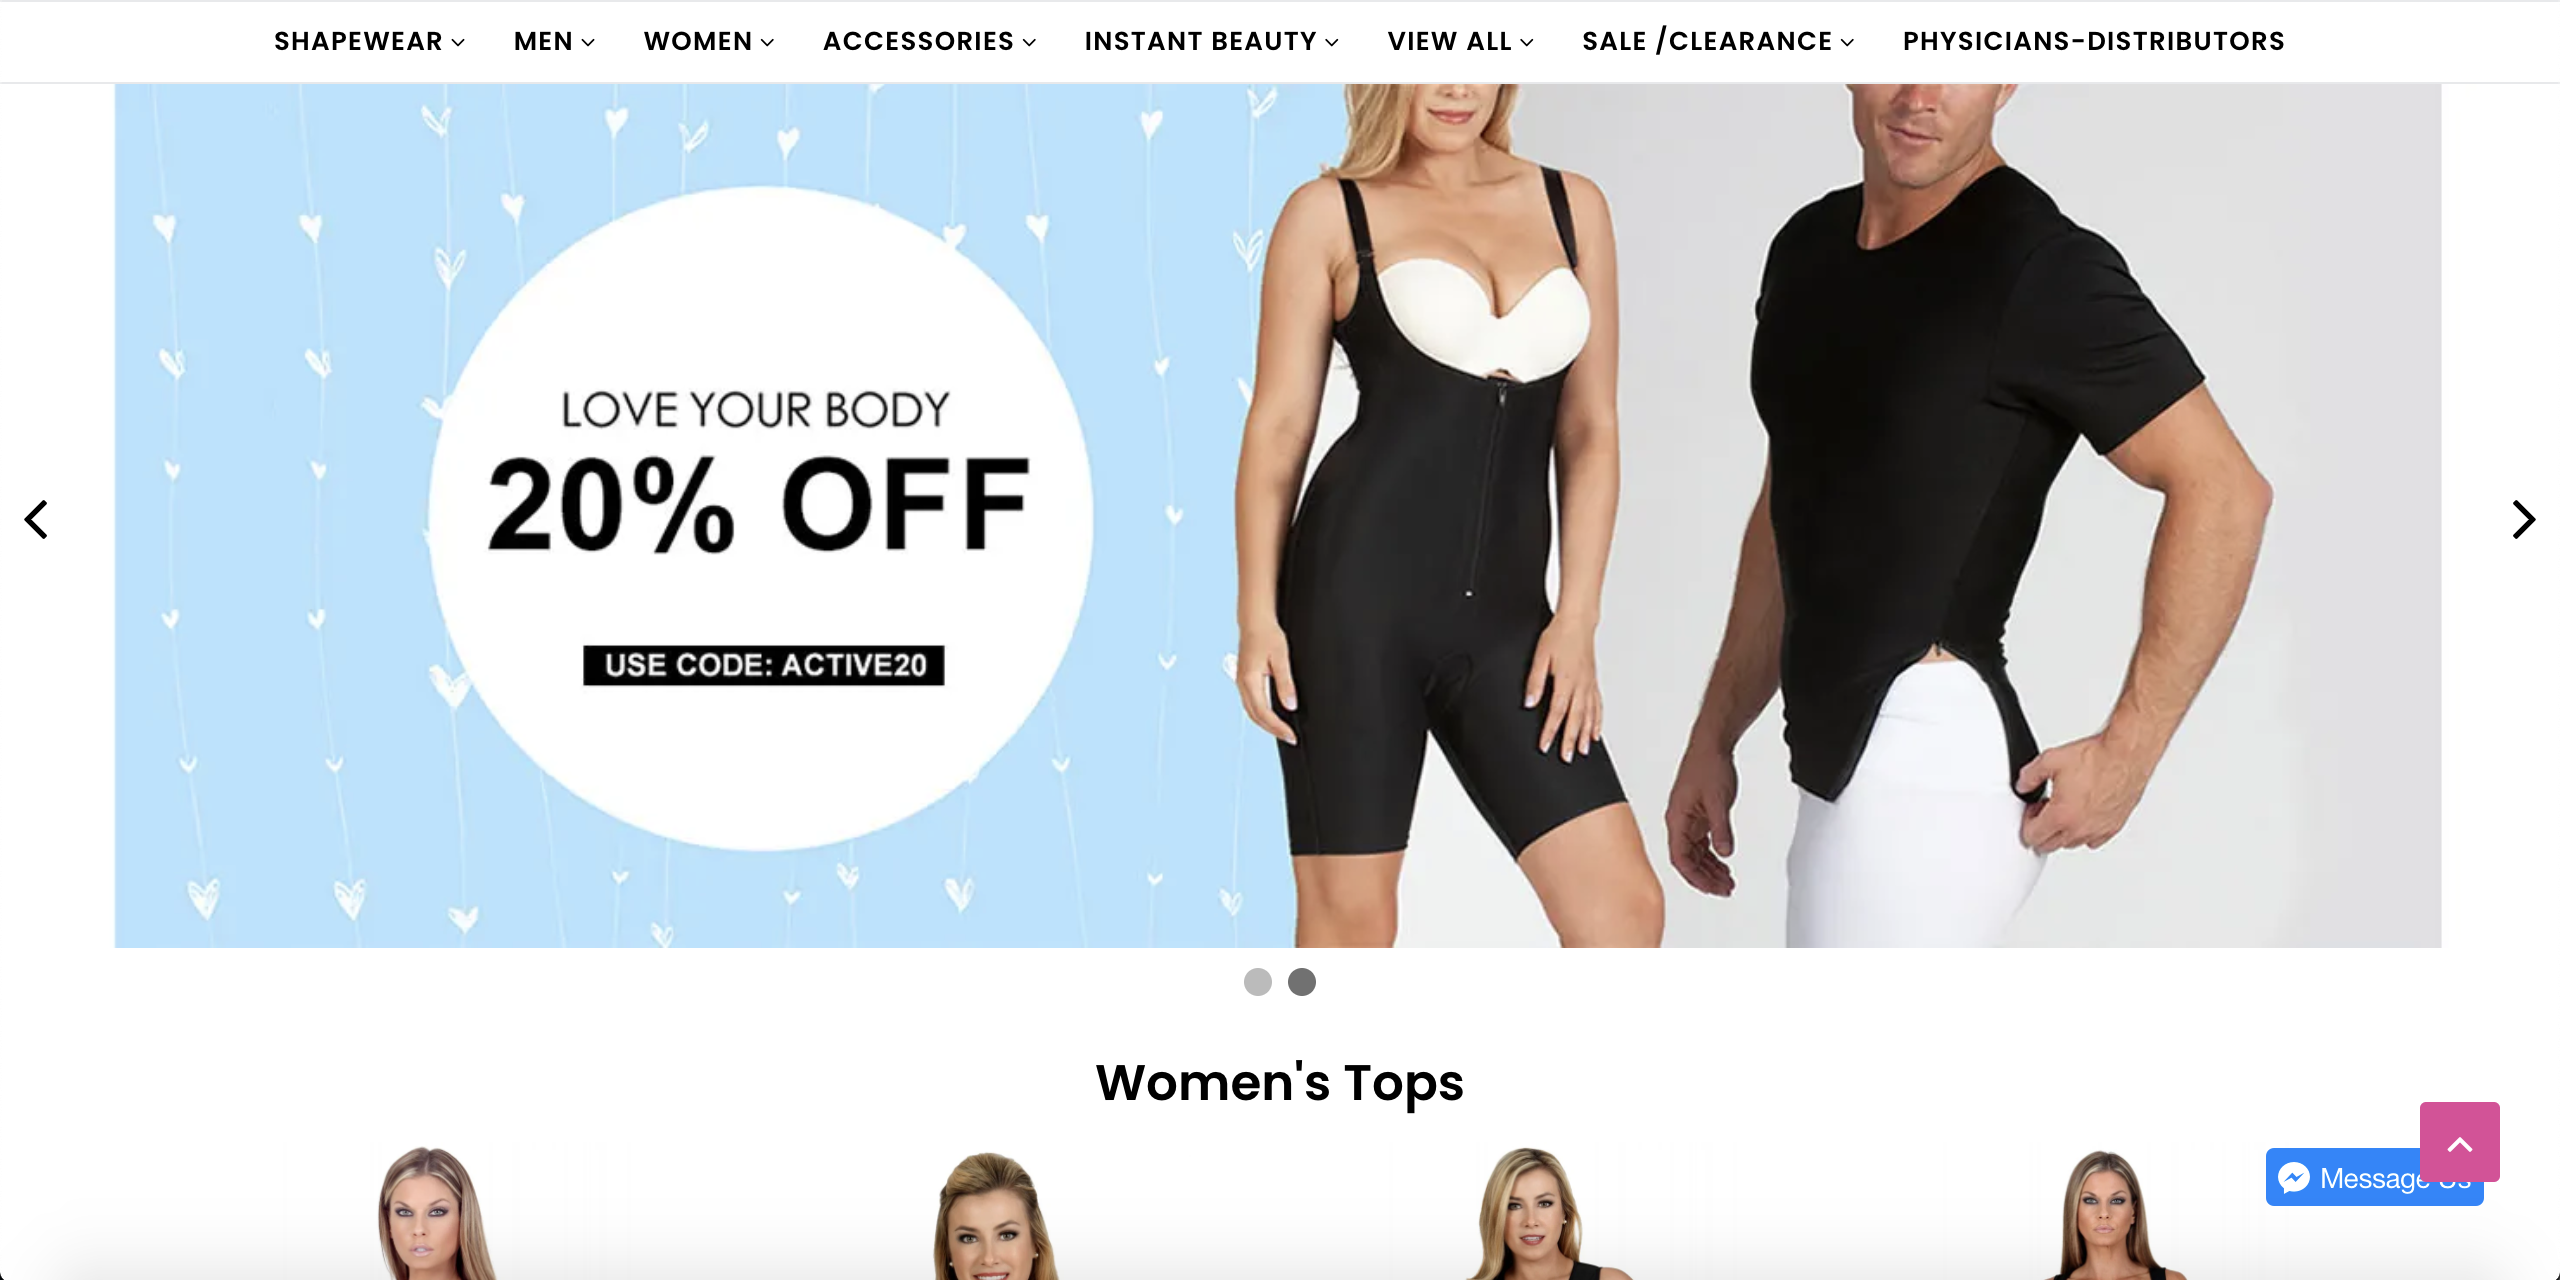 SHAPEWEAR MEN WOMEN ACCESSORIES INSTANT BEAUTY VIEW ALL SALE /CLEARANCE PHYSICIANS-DISTRIBUTORS
LOVE YOUR BODY
20% OFF
USE CODE: ACTIVE20
Women's Tops
Message Us